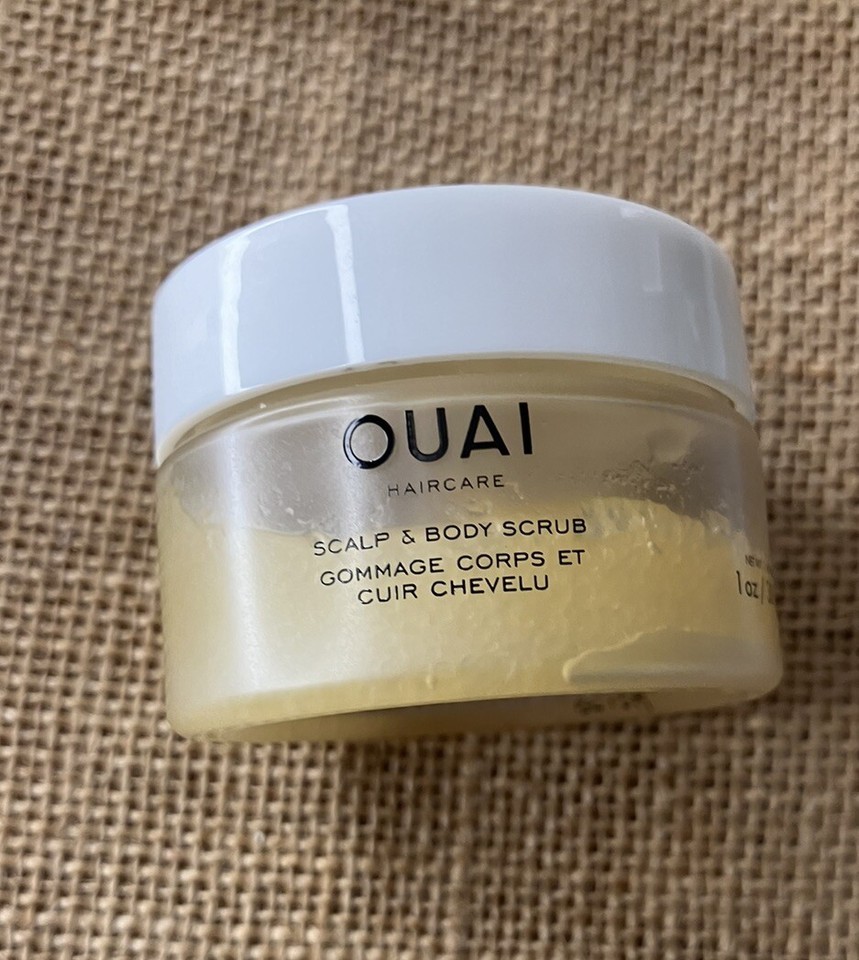 OUAI
HAIRCARE
SCALP & BODY SCRUB
GOMMAGE CORPS ET
CUIR CHEVELU
1 oz /